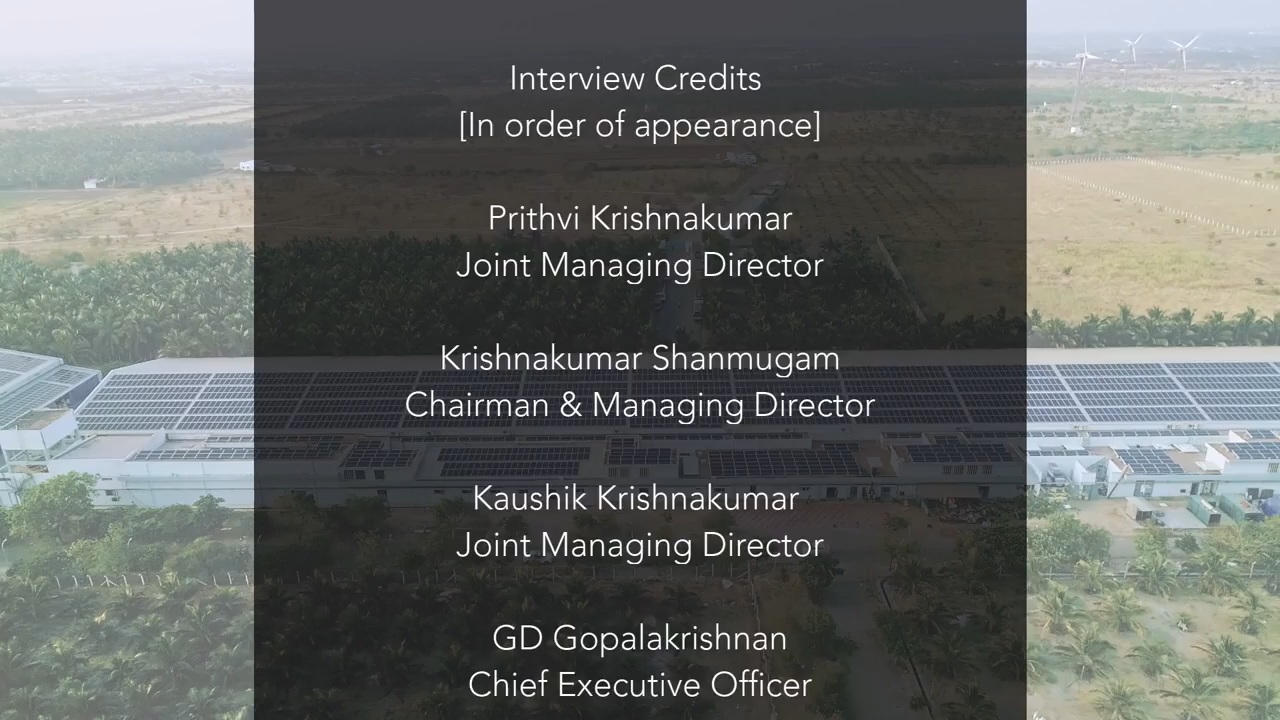 Interview Credits
[In order of appearance]
Prithvi Krishnakumar
Joint Managing Director
Krishnakumar Shanmugam
Chairman & Managing Director
Kaushik Krishnakumar
Joint Managing Director
GD Gopalakrishnan
Chief Executive Officer